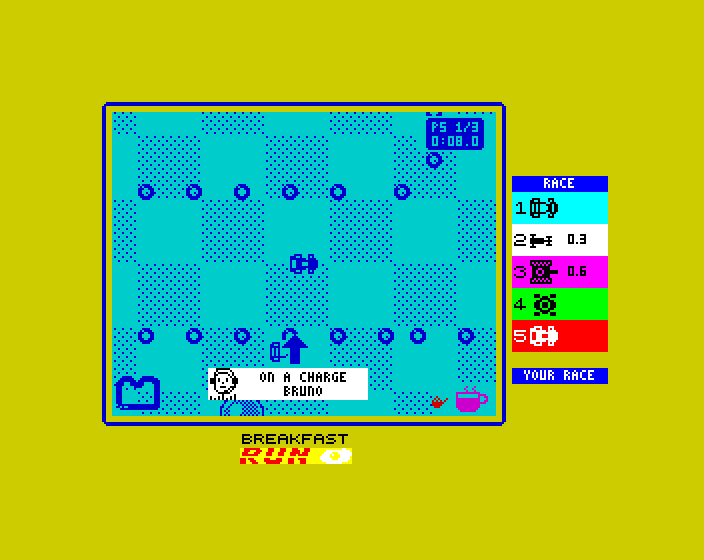 P5 1/3
0:08.0
RACE
1
2 0.3
3 0.6
4
5
YOUR RACE
ON A CHARGE
BRUNO
BREAKFAST
RUN